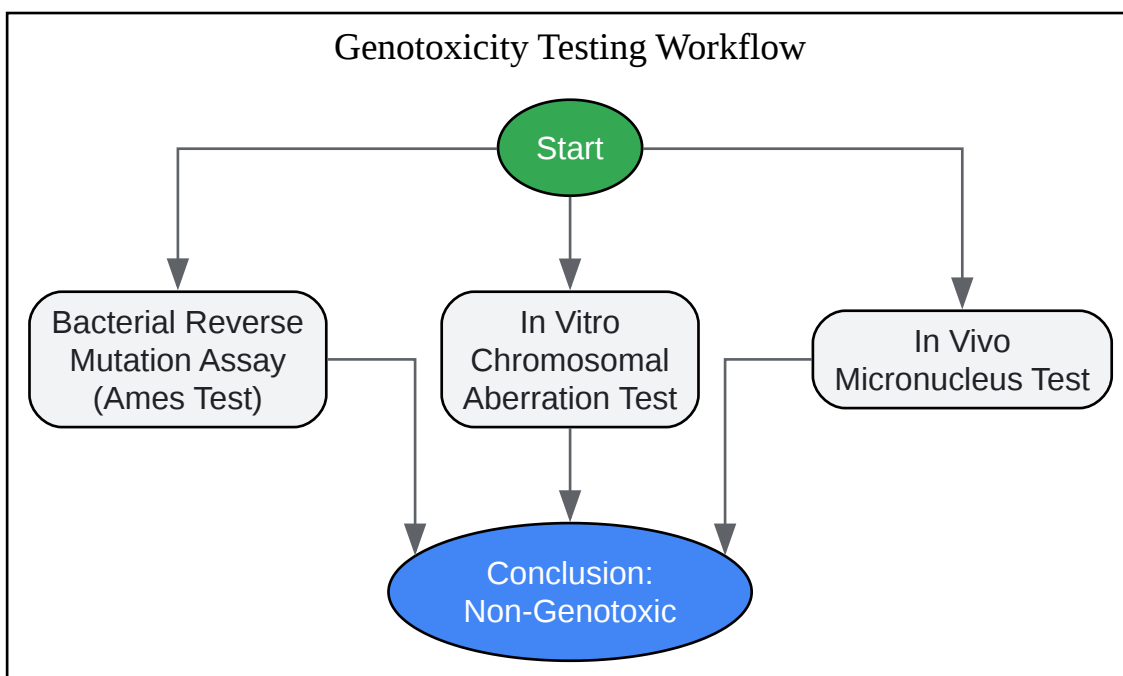 Genotoxicity Testing Workflow
Start
Bacterial Reverse
Mutation Assay
(Ames Test)
In Vitro
Chromosomal
Aberration Test
In Vivo
Micronucleus Test
Conclusion:
Non-Genotoxic